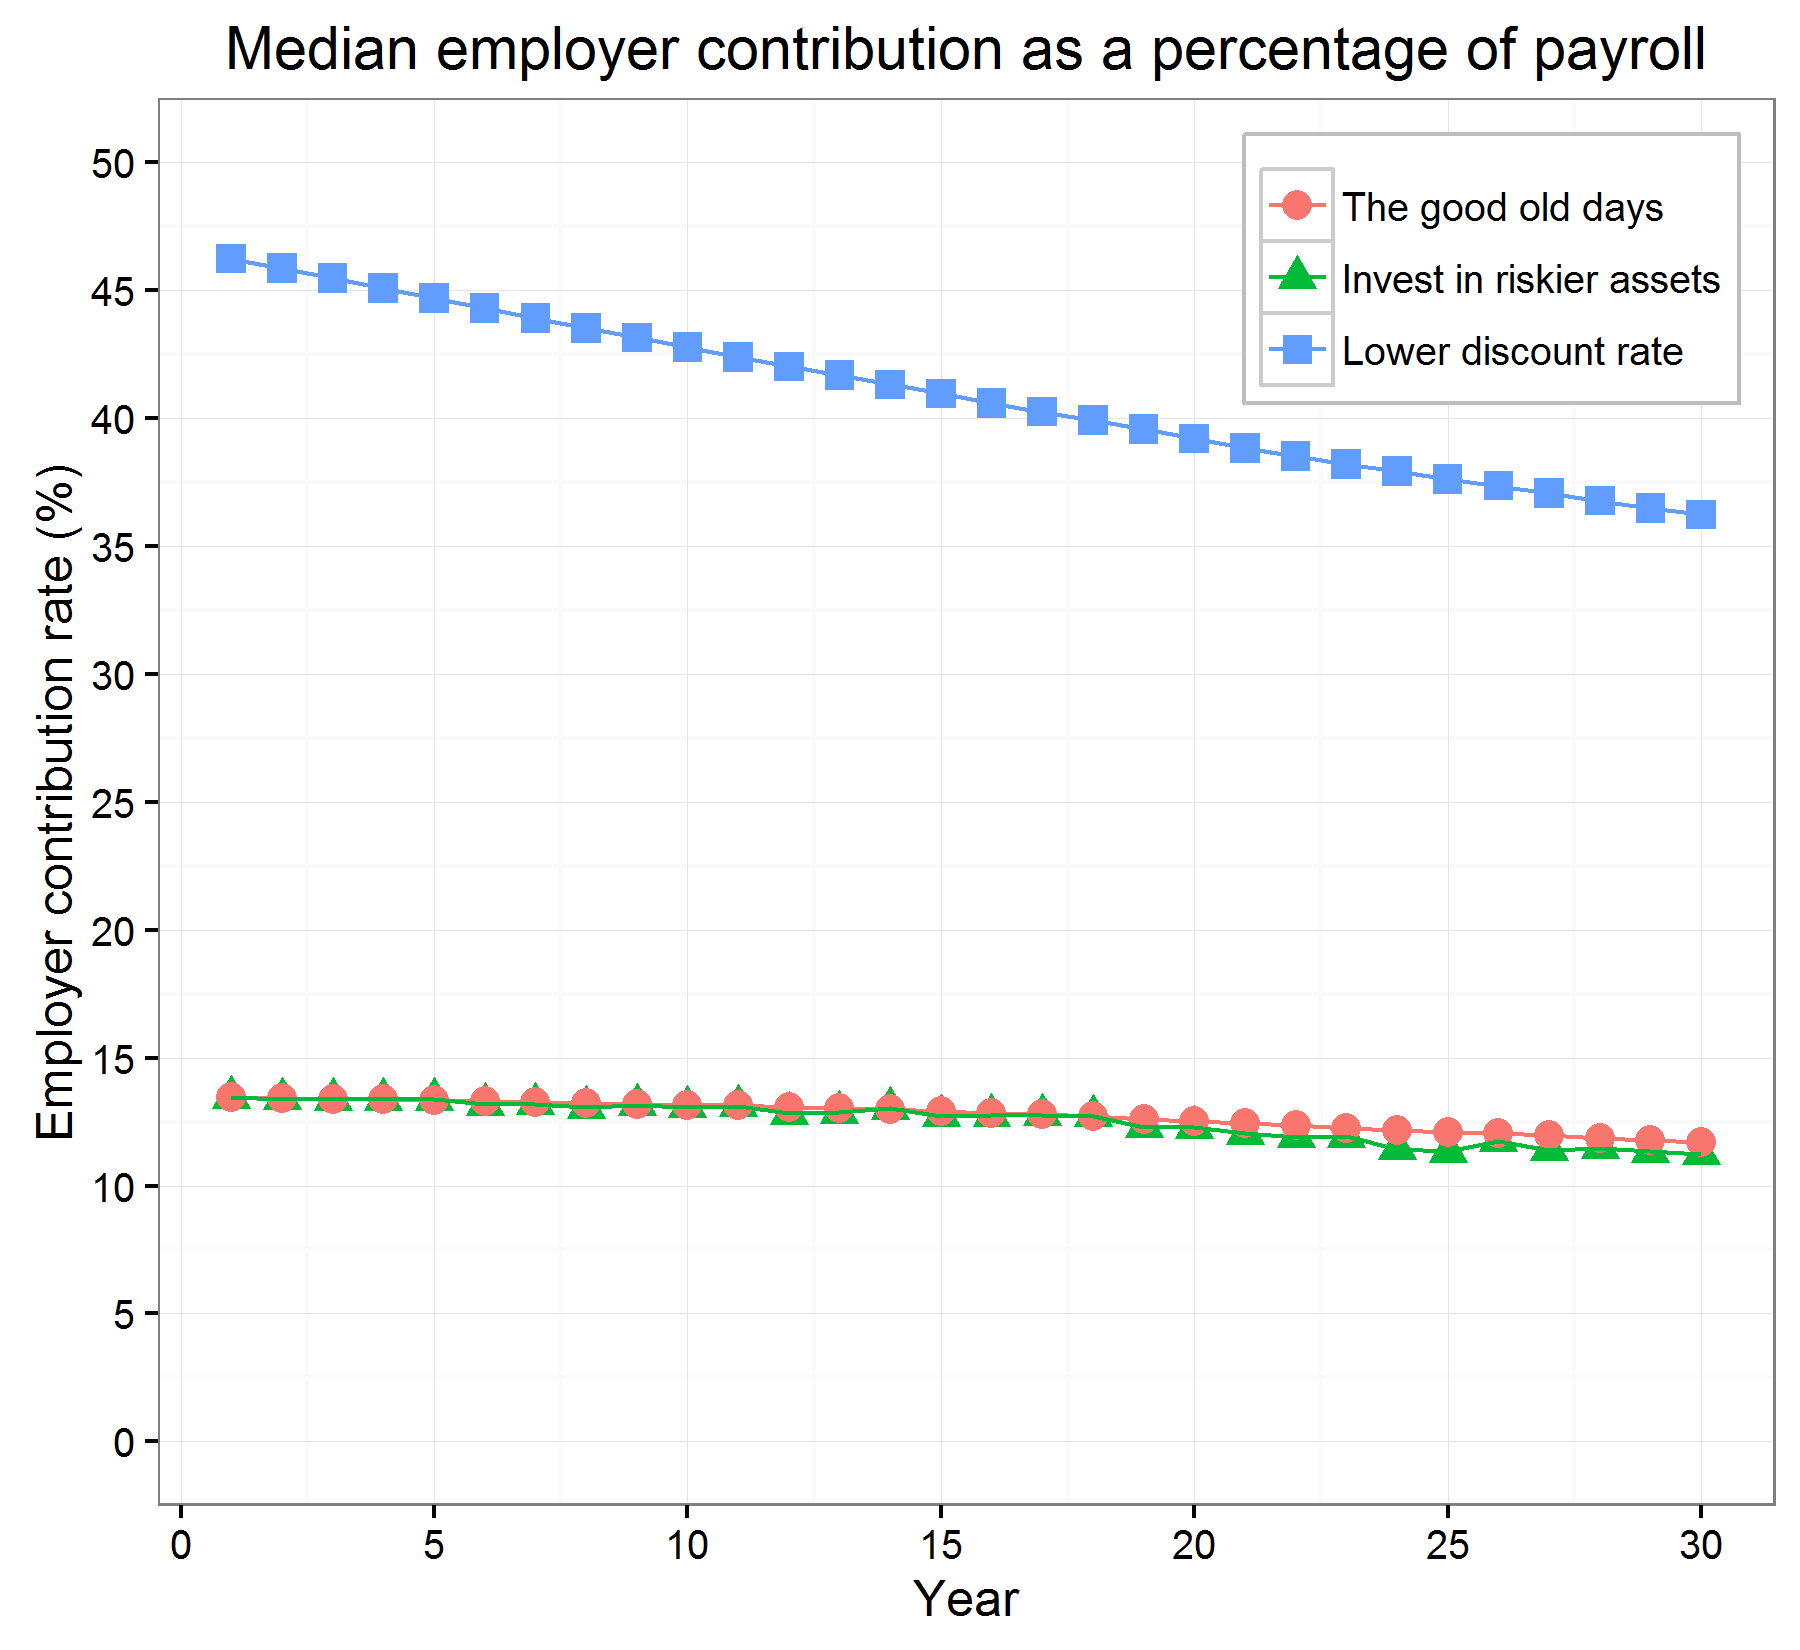 Median employer contribution as a percentage of payroll
The good old days
Invest in riskier assets
Lower discount rate
Employer contribution rate (%)
50
45
40
35
30
25
20
15
10
5
0
0 5 10 15 20 25 30
Year